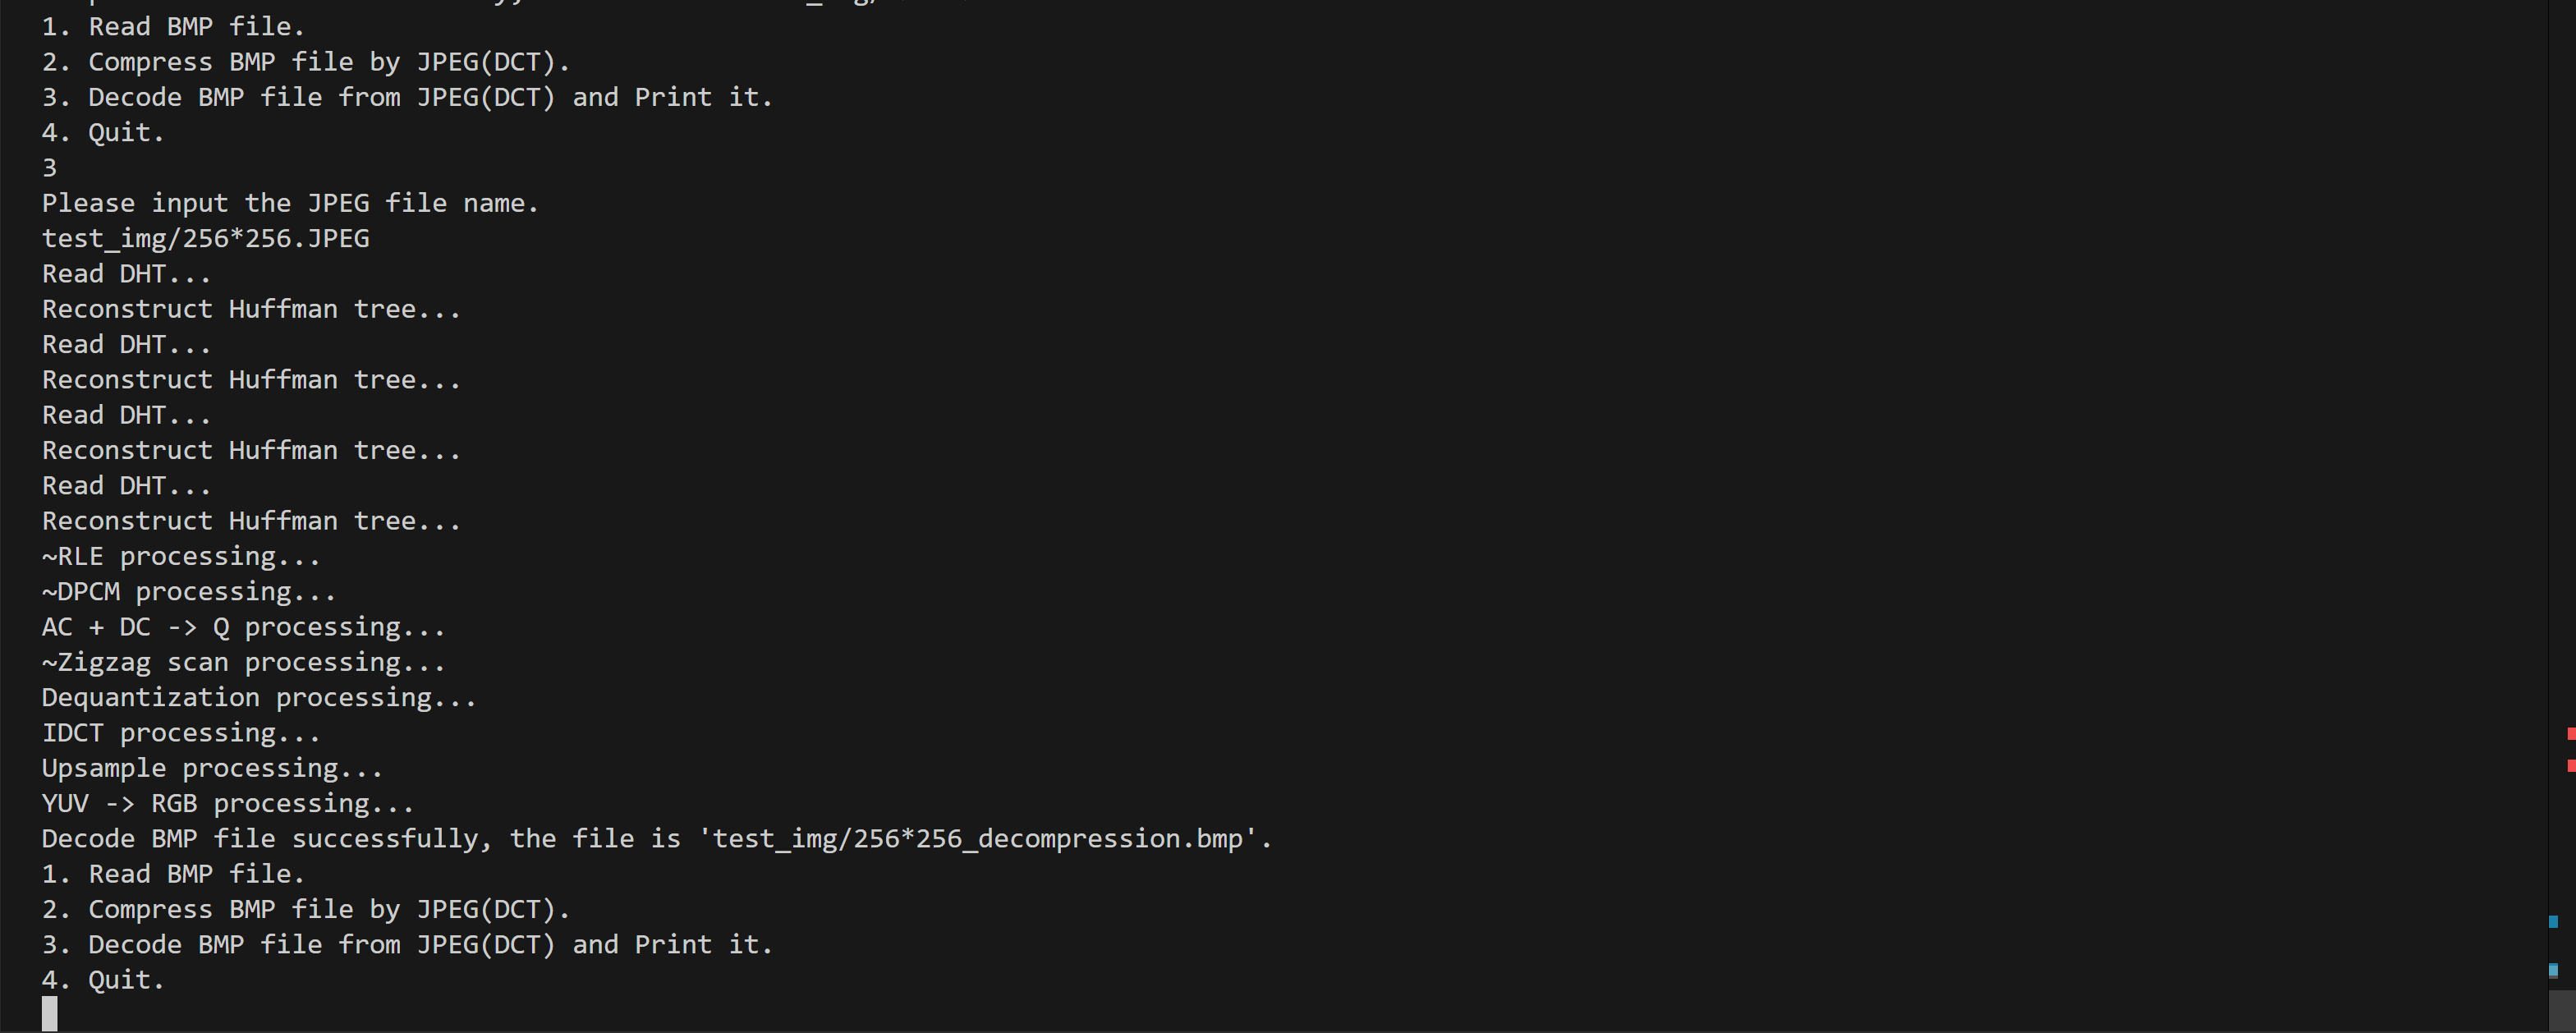 1. Read BMP file.
2. Compress BMP file by JPEG(DCT).
3. Decode BMP file from JPEG(DCT) and Print it.
4. Quit.
3
Please input the JPEG file name.
test_img/256*256.JPEG
Read DHT...
Reconstruct Huffman tree...
Read DHT...
Reconstruct Huffman tree...
Read DHT...
Reconstruct Huffman tree...
Read DHT...
Reconstruct Huffman tree...
~RLE processing...
~DPCM processing...
AC + DC -> Q processing...
~Zigzag scan processing...
Dequantization processing...
IDCT processing...
Upsample processing...
YUV -> RGB processing...
Decode BMP file successfully, the file is 'test_img/256*256_decompression.bmp'.
1. Read BMP file.
2. Compress BMP file by JPEG(DCT).
3. Decode BMP file from JPEG(DCT) and Print it.
4. Quit.